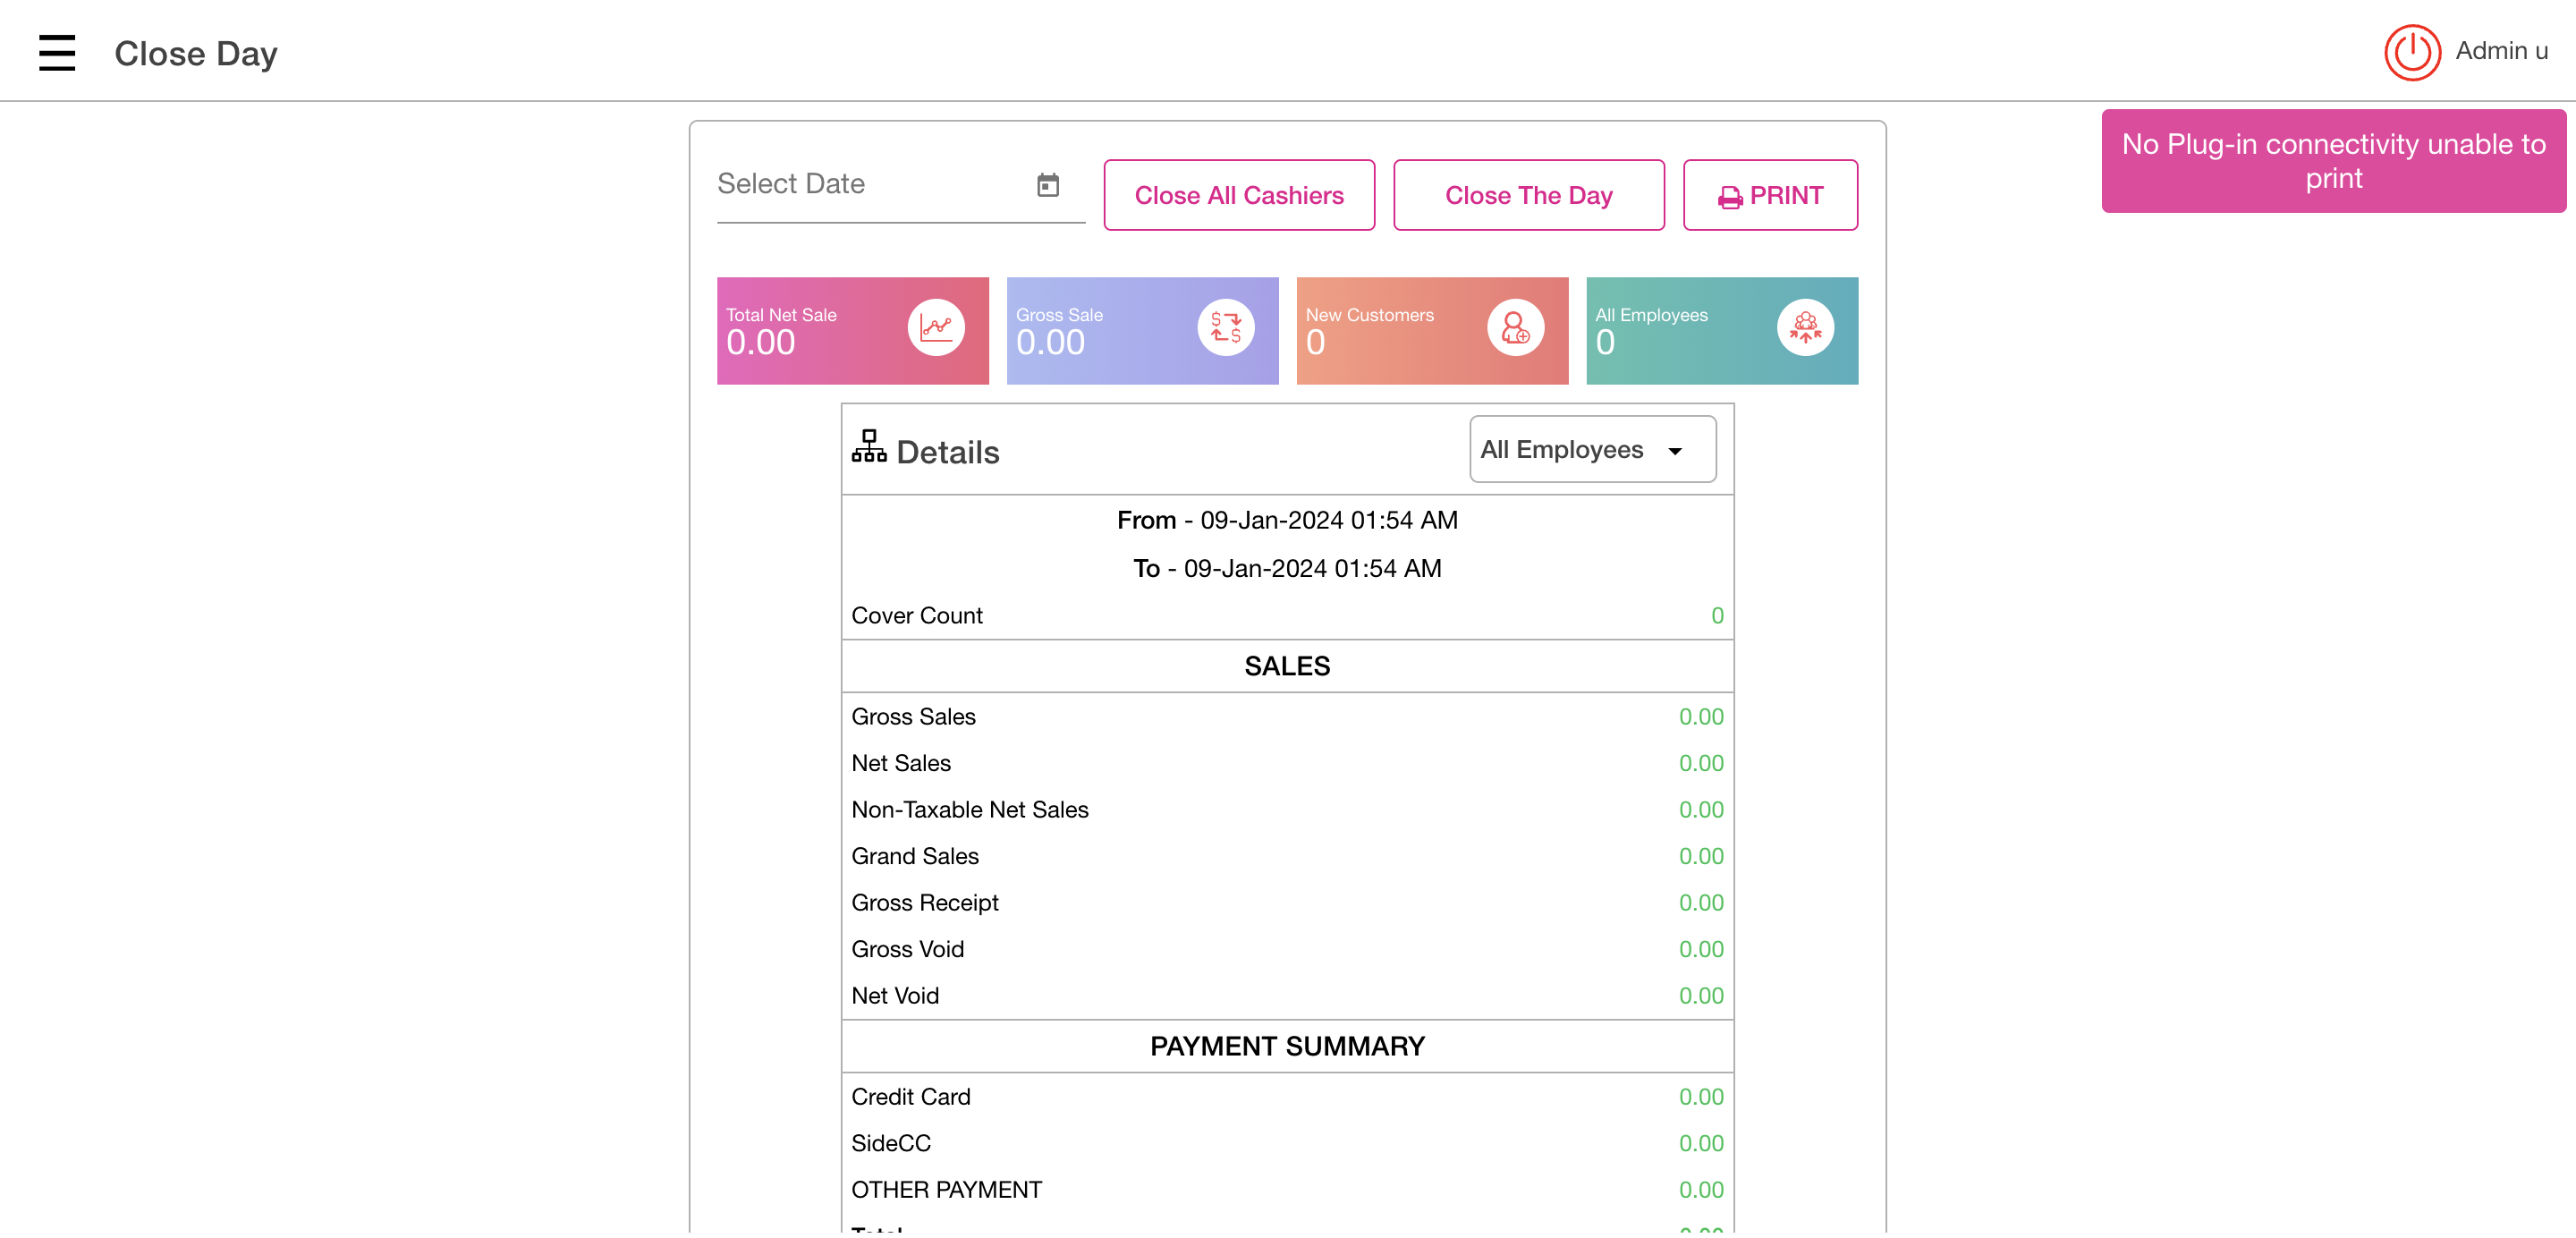 Close Day
Admin u
No Plug-in connectivity unable to
print
Select Date
Close All Cashiers
Close The Day
PRINT
Total Net Sale
0.00
Gross Sale
0.00
New Customers
0
All Employees
0
Details
All Employees
From - 09-Jan-2024 01:54 AM
To - 09-Jan-2024 01:54 AM
Cover Count 0
SALES
Gross Sales 0.00
Net Sales 0.00
Non-Taxable Net Sales 0.00
Grand Sales 0.00
Gross Receipt 0.00
Gross Void 0.00
Net Void 0.00
PAYMENT SUMMARY
Credit Card 0.00
SideCC 0.00
OTHER PAYMENT 0.00
Total 0.00